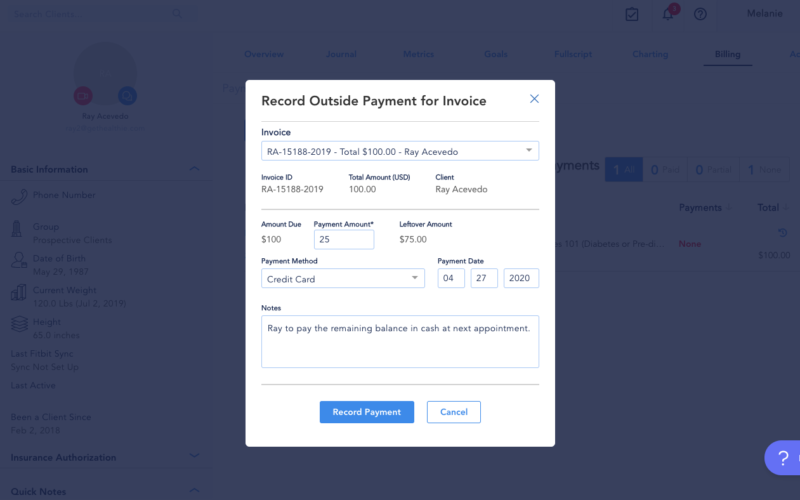 Search Clients...
3
Melanie
Overview
Journal
Metrics
Goals
Fullscript
Charting
Billing
Ray Acevedo
Basic Information
Phone Number
Group
Prospective Clients
Date of Birth
May 29, 1987
Current Weight
120.0 Lbs (Jul 2, 2019)
Height
65.0 Inches
Last Fitbit Sync
Sync Not Set Up
Last Active
Been a Client Since
Feb 2, 2018
Insurance Authorization
Quick Notes
Record Outside Payment for Invoice
Invoice
RA-15188-2019 - Total $100.00 - Ray Acevedo
Invoice ID Total Amount (USD) Client
RA-15188-2019 100.00 Ray Acevedo
Amount Due Payment Amount* Leftover Amount
$100 25 $75.00
Payment Method Payment Date
Credit Card 04 27 2020
Notes
Ray to pay the remaining balance in cash at next appointment.
Record Payment Cancel
1 All 0 Paid 0 Partial 1 None
Payments Total
101 (Diabetes or Pre-di... None
$100.00
?